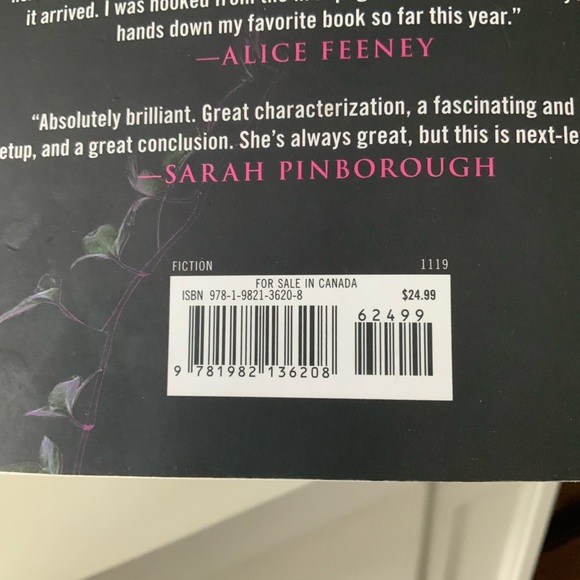 it arrived. I was hooked from the
hands down my favorite book so far this year.”
—ALICE FEENEY
“Absolutely brilliant. Great characterization, a fascinating and
etup, and a great conclusion. She’s always great, but this is next-le
—SARAH PINBOROUGH
FICTION 1119
FOR SALE IN CANADA
ISBN 978-1-9821-3620-8 $24.99
62499
9 781982 136208